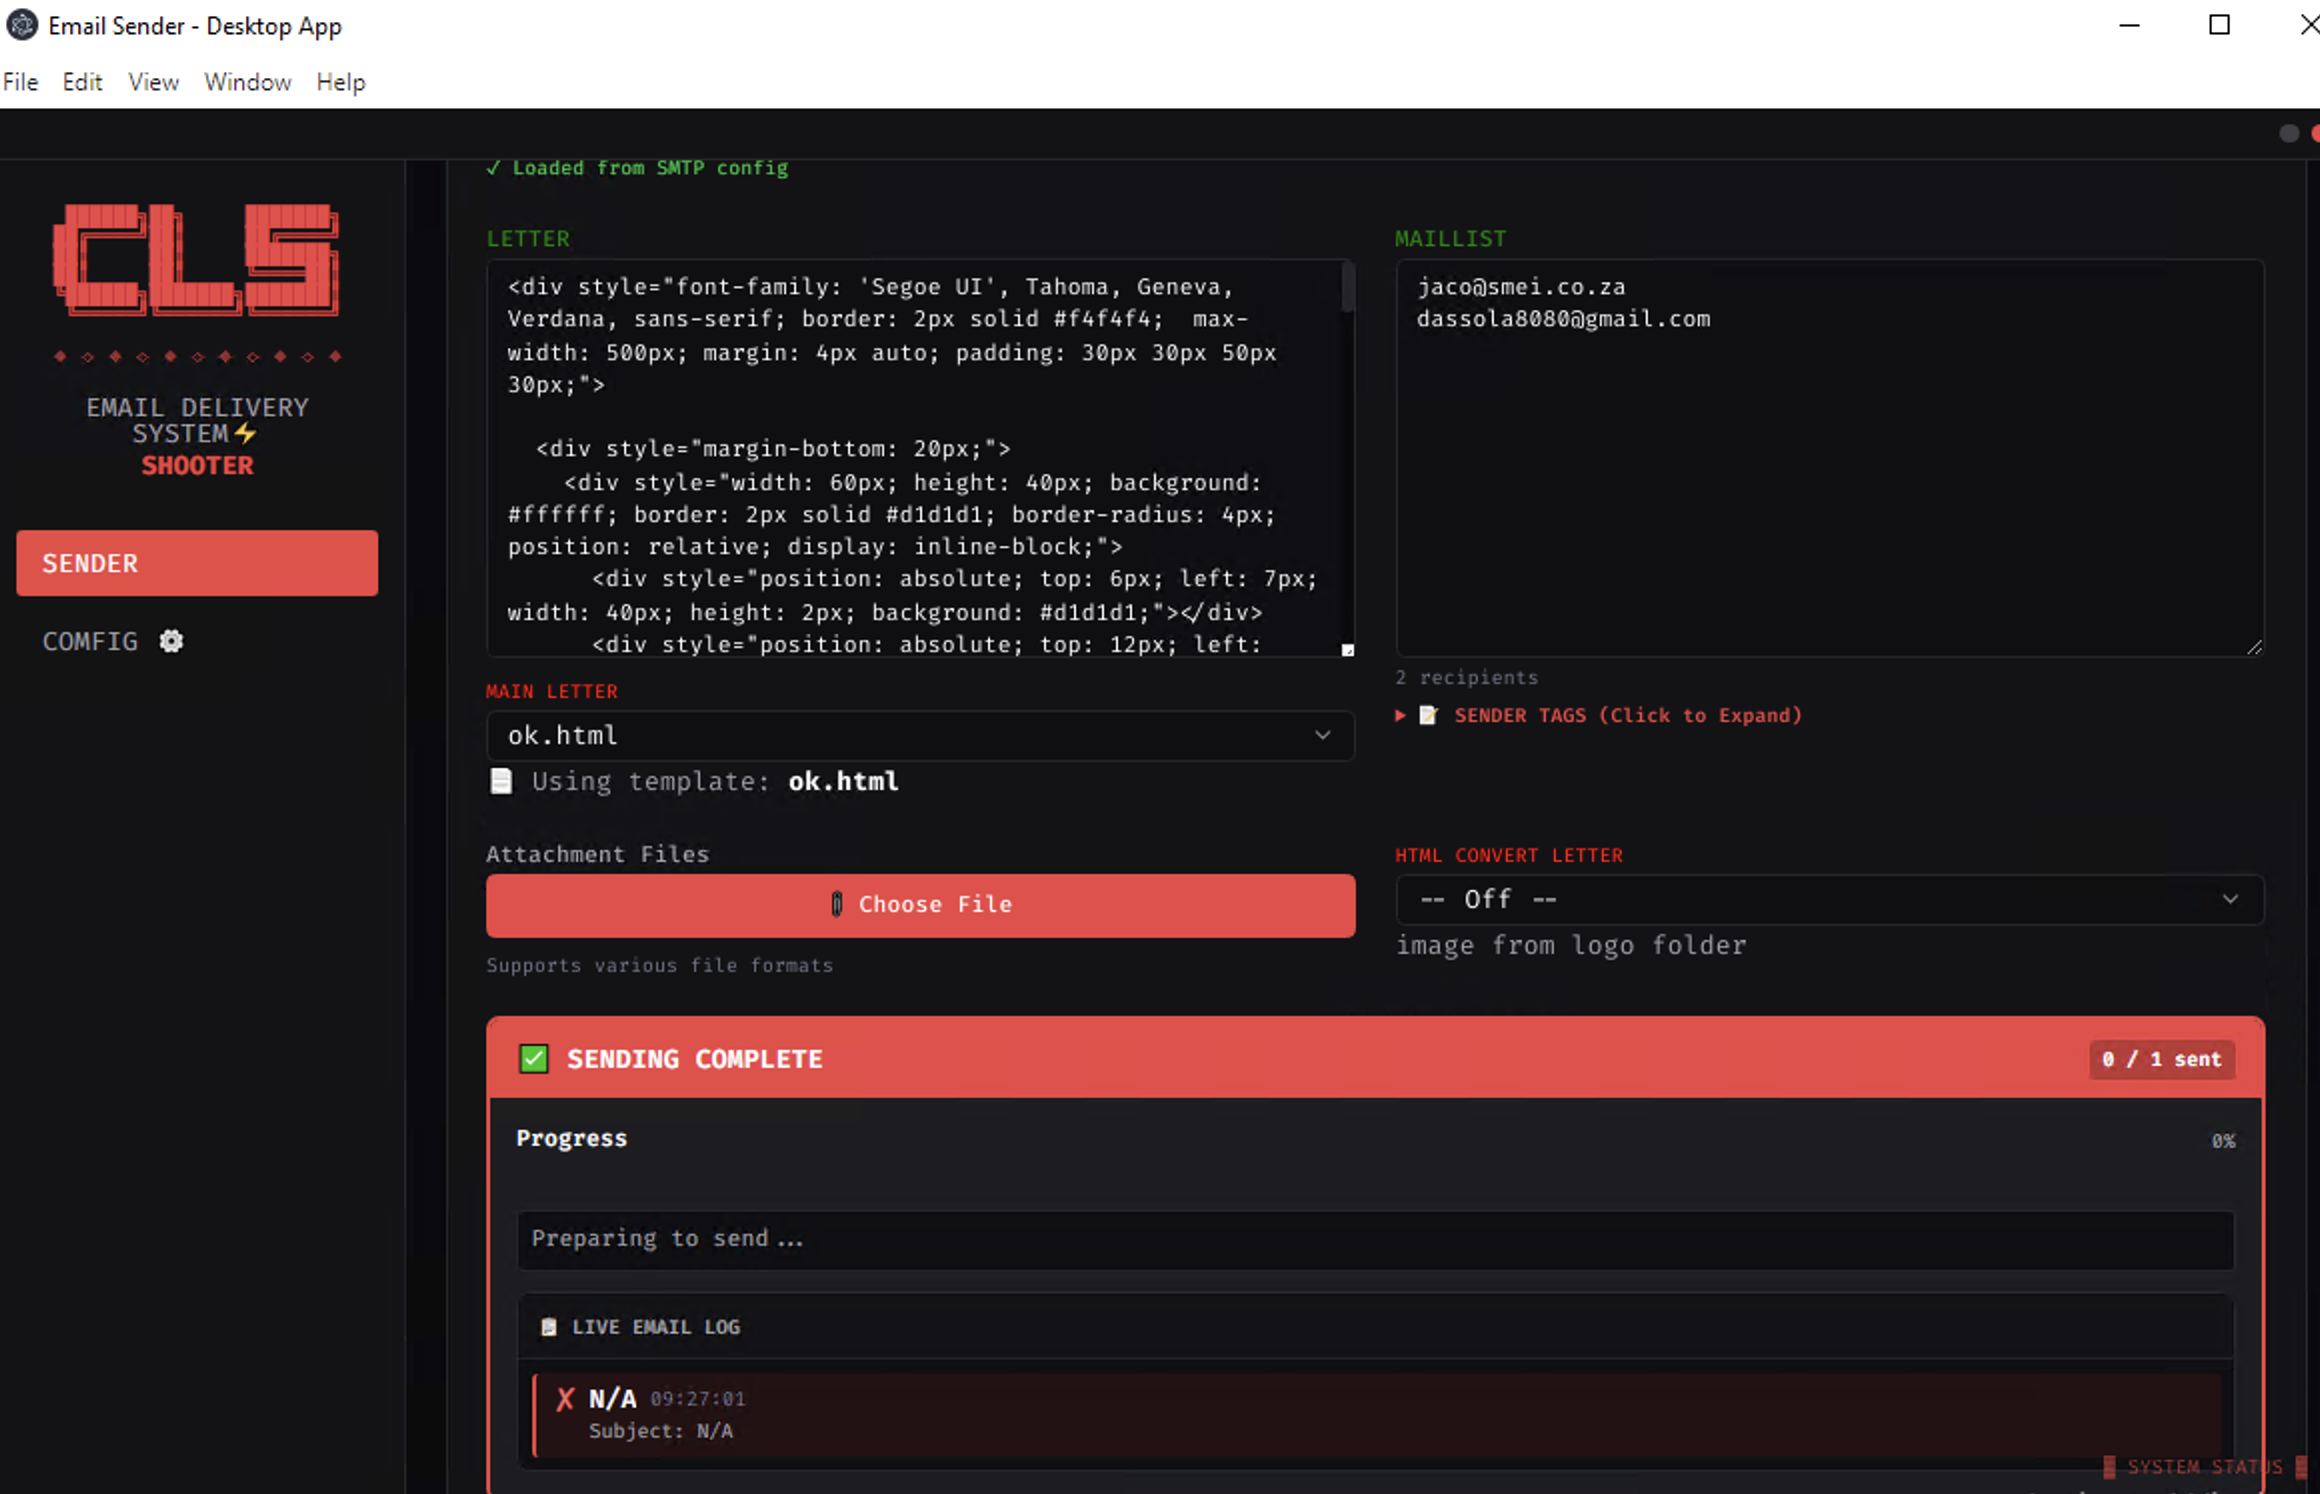 Email Sender - Desktop App
File Edit View Window Help
✓ Loaded from SMTP config
CLS
EMAIL DELIVERY
SYSTEM⚡
SHOOTER
SENDER
COMFIG
LETTER
<div style="font-family: 'Segoe UI', Tahoma, Geneva,
Verdana, sans-serif; border: 2px solid #f4f4f4;  max-
width: 500px; margin: 4px auto; padding: 30px 30px 50px
30px;">
<div style="margin-bottom: 20px;">
<div style="width: 60px; height: 40px; background:
#ffffff; border: 2px solid #d1d1d1; border-radius: 4px;
position: relative; display: inline-block;">
<div style="position: absolute; top: 6px; left: 7px;
width: 40px; height: 2px; background: #d1d1d1;"></div>
<div style="position: absolute; top: 12px; left:
MAILLIST
jaco@smei.co.za
dassola8080@gmail.com
2 recipients
SENDER TAGS (Click to Expand)
MAIN LETTER
ok.html
Using template: ok.html
Attachment Files
Choose File
Supports various file formats
HTML CONVERT LETTER
-- Off --
image from logo folder
SENDING COMPLETE
0 / 1 sent
Progress
0%
Preparing to send...
LIVE EMAIL LOG
✗ N/A 09:27:01
Subject: N/A
SYSTEM STATUS